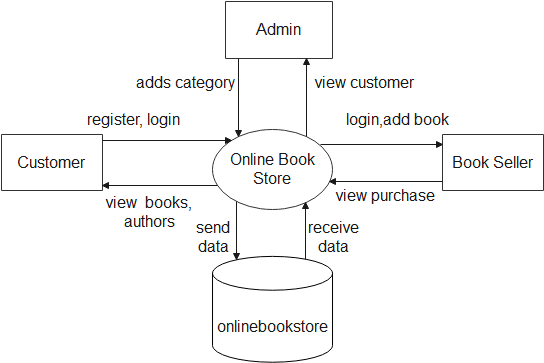 Admin
adds category
view customer
register, login
login,add book
Customer
Online Book
Store
Book Seller
view books,
authors
view purchase
send
data
receive
data
onlinebookstore